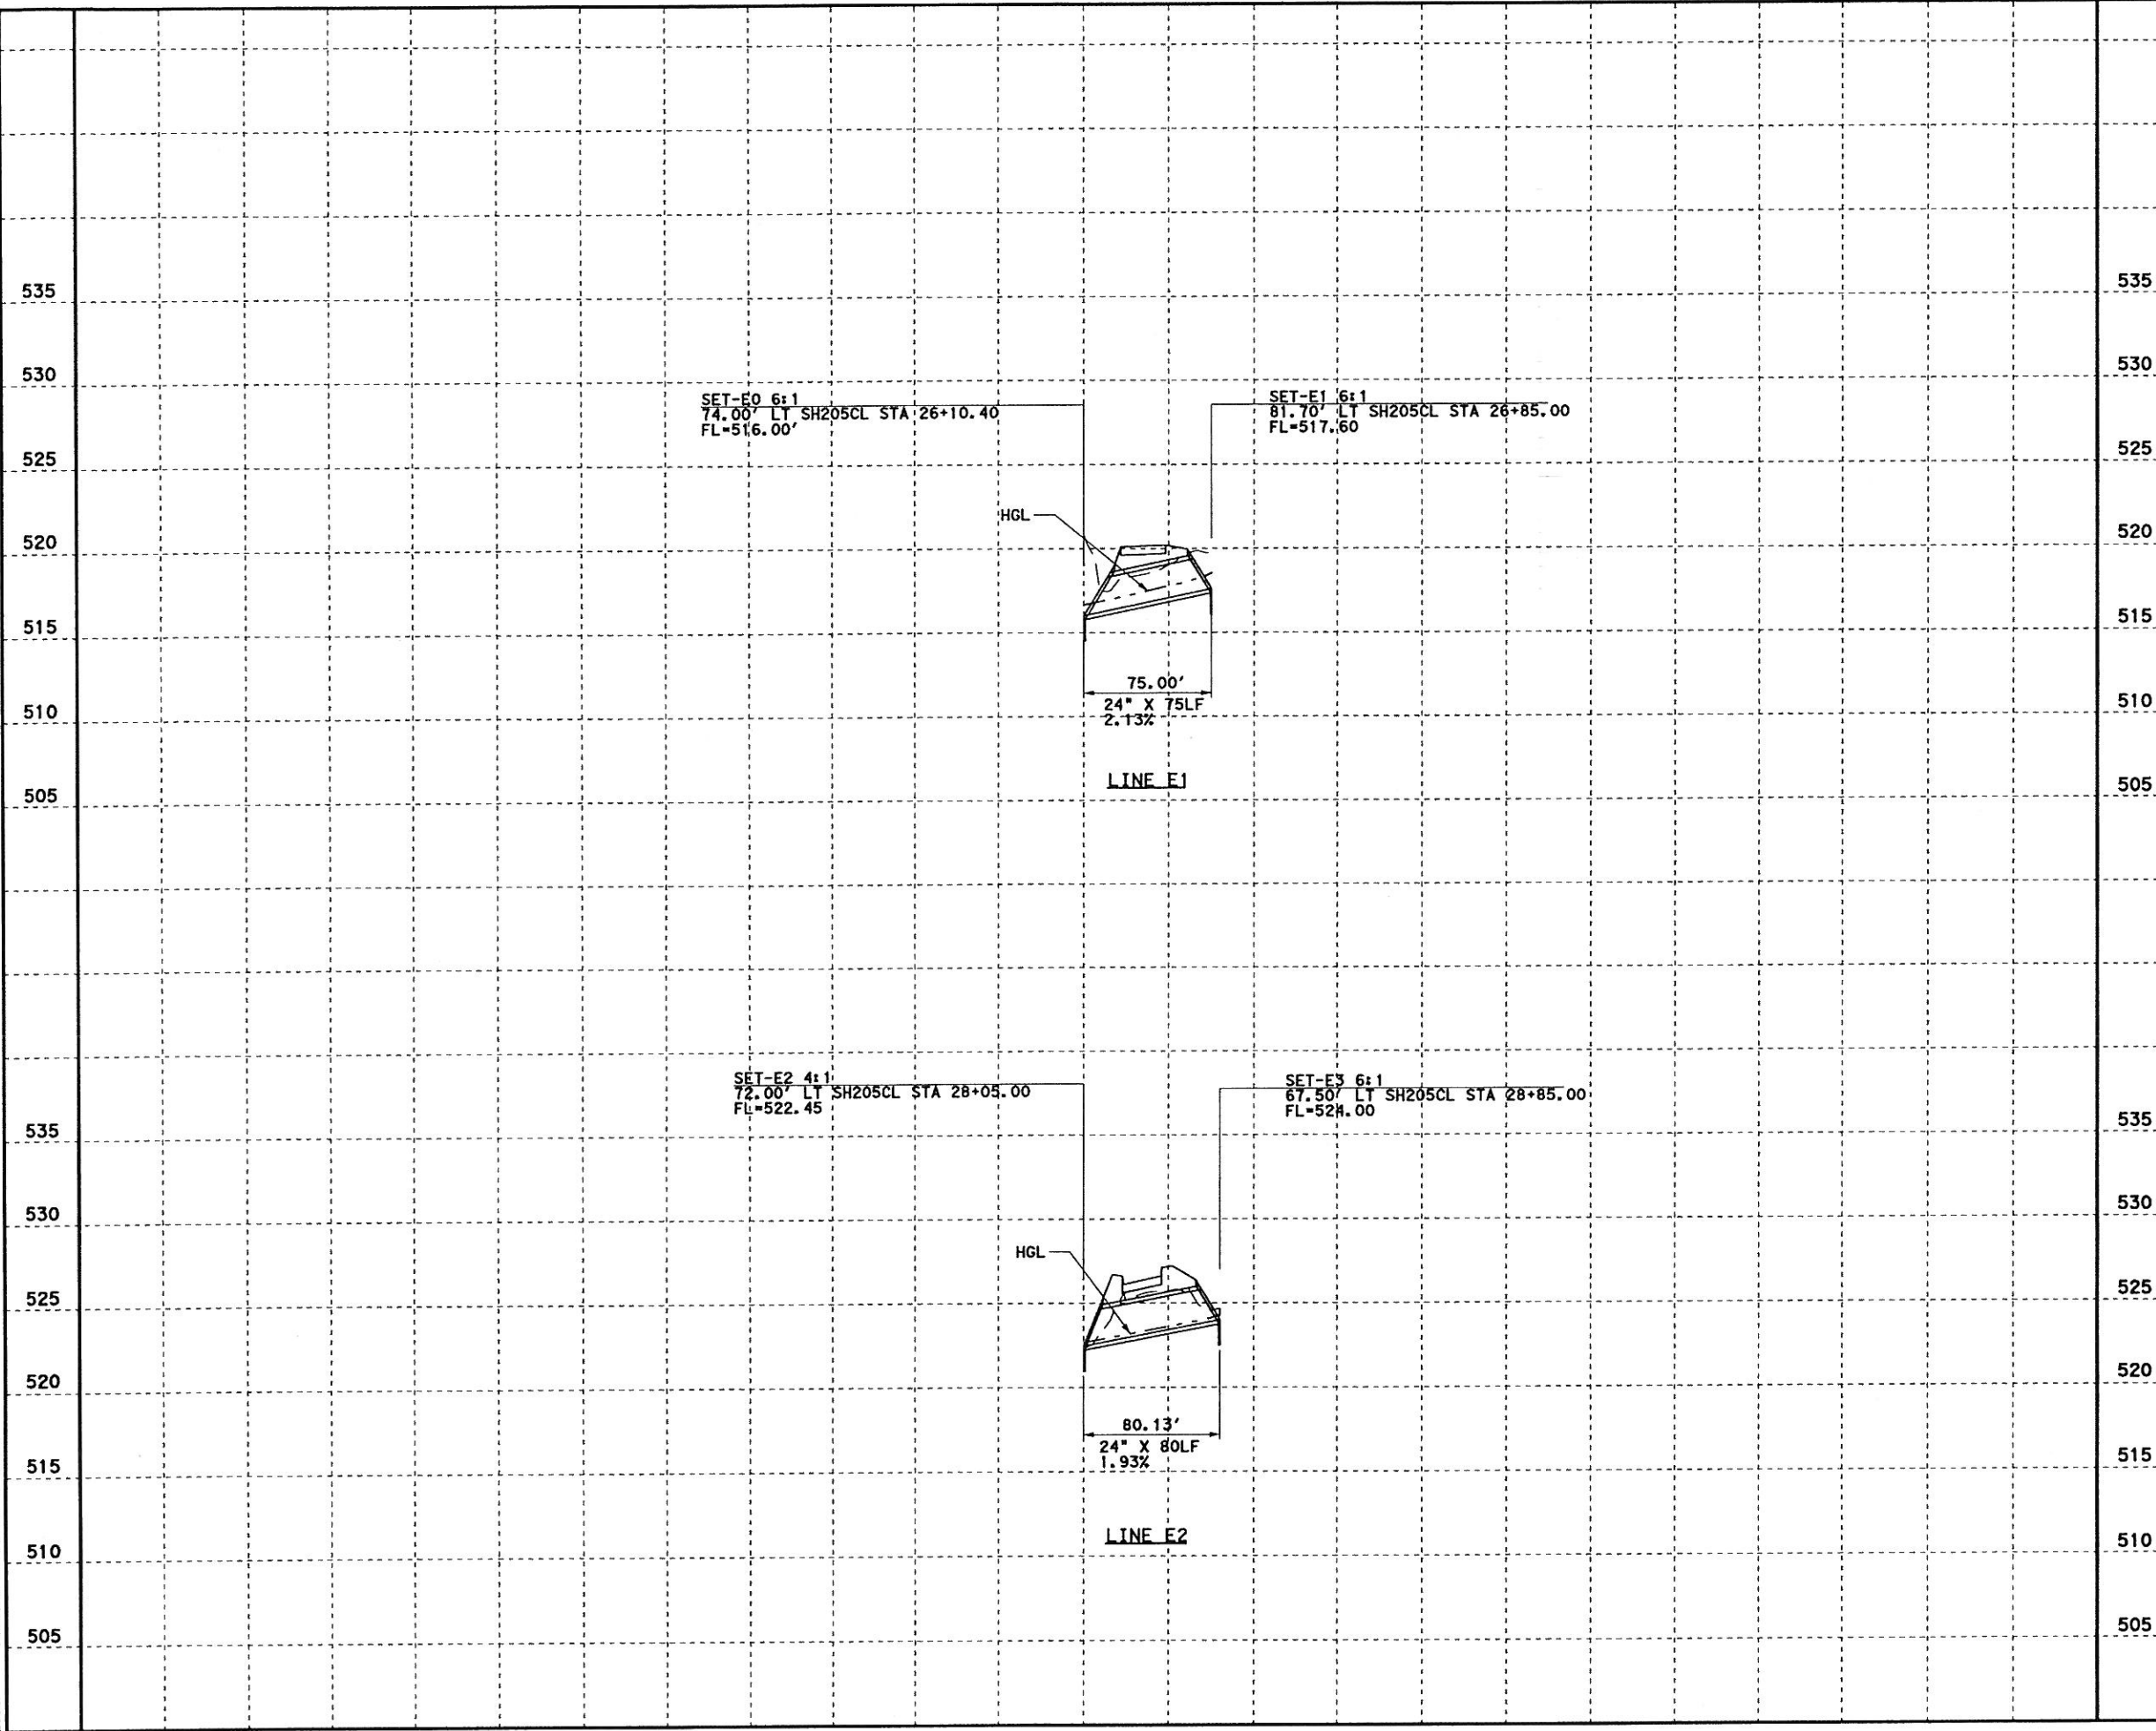 535
535
530
530
SET-E0 6:1
74.00' LT SH205CL STA 26+10.40
FL=516.00'
SET-E1 6:1
81.70' LT SH205CL STA 26+85.00
FL=517.60
525
525
HGL
520
520
515
515
75.00'
24" X 75LF
2.13%
510
510
LINE E1
505
505
SET-E2 4:1
72.00' LT SH205CL STA 28+05.00
FL=522.45
SET-E3 6:1
67.50' LT SH205CL STA 28+85.00
FL=524.00
535
535
530
530
HGL
525
525
520
520
80.13'
24" X 80LF
1.93%
515
515
LINE E2
510
510
505
505